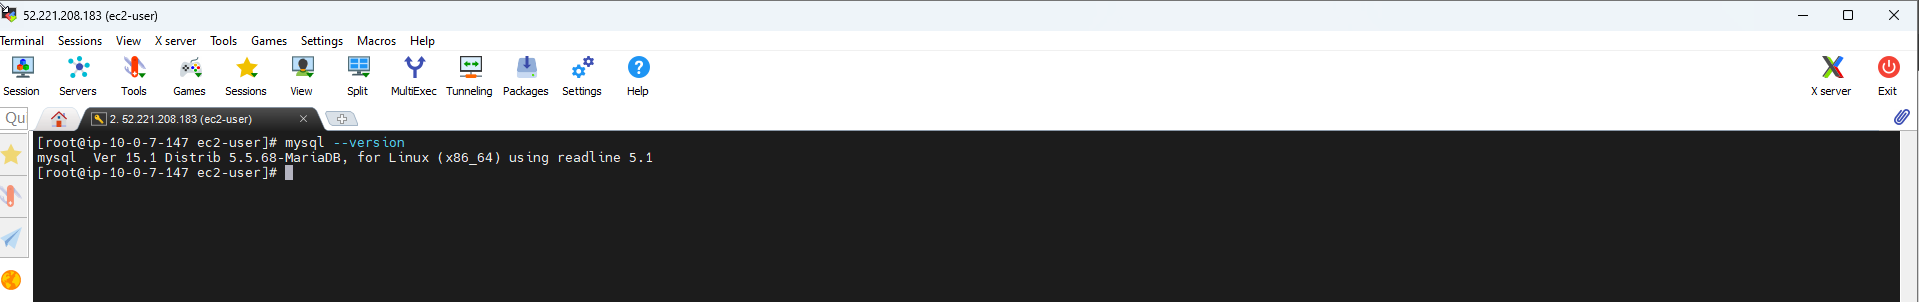 52.221.208.183 (ec2-user)
Terminal Sessions View X server Tools Games Settings Macros Help
Session Servers Tools Games Sessions View Split MultiExec Tunneling Packages Settings Help X server Exit
Qu 2. 52.221.208.183 (ec2-user)
[root@ip-10-0-7-147 ec2-user]# mysql --version
mysql  Ver 15.1 Distrib 5.5.68-MariaDB, for Linux (x86_64) using readline 5.1
[root@ip-10-0-7-147 ec2-user]#